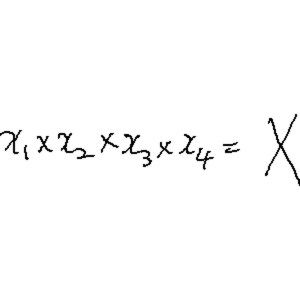 x₁ × x₂ × x₃ × x₄ = X